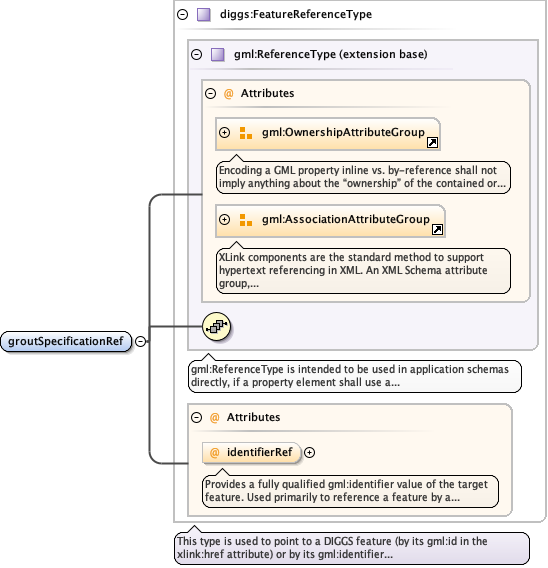 diggs:FeatureReferenceType
gml:ReferenceType (extension base)
@ Attributes
gml:OwnershipAttributeGroup
Encoding a GML property inline vs. by-reference shall not
imply anything about the “ownership” of the contained or...
gml:AssociationAttributeGroup
XLink components are the standard method to support
hypertext referencing in XML. An XML Schema attribute
group,...
groutSpecificationRef
gml:ReferenceType is intended to be used in application schemas
directly, if a property element shall use a...
@ Attributes
@ identifierRef
Provides a fully qualified gml:identifier value of the target
feature. Used primarily to reference a feature by a...
This type is used to point to a DIGGS feature (by its gml:id in the
xlink:href attribute) or by its gml:identifier...